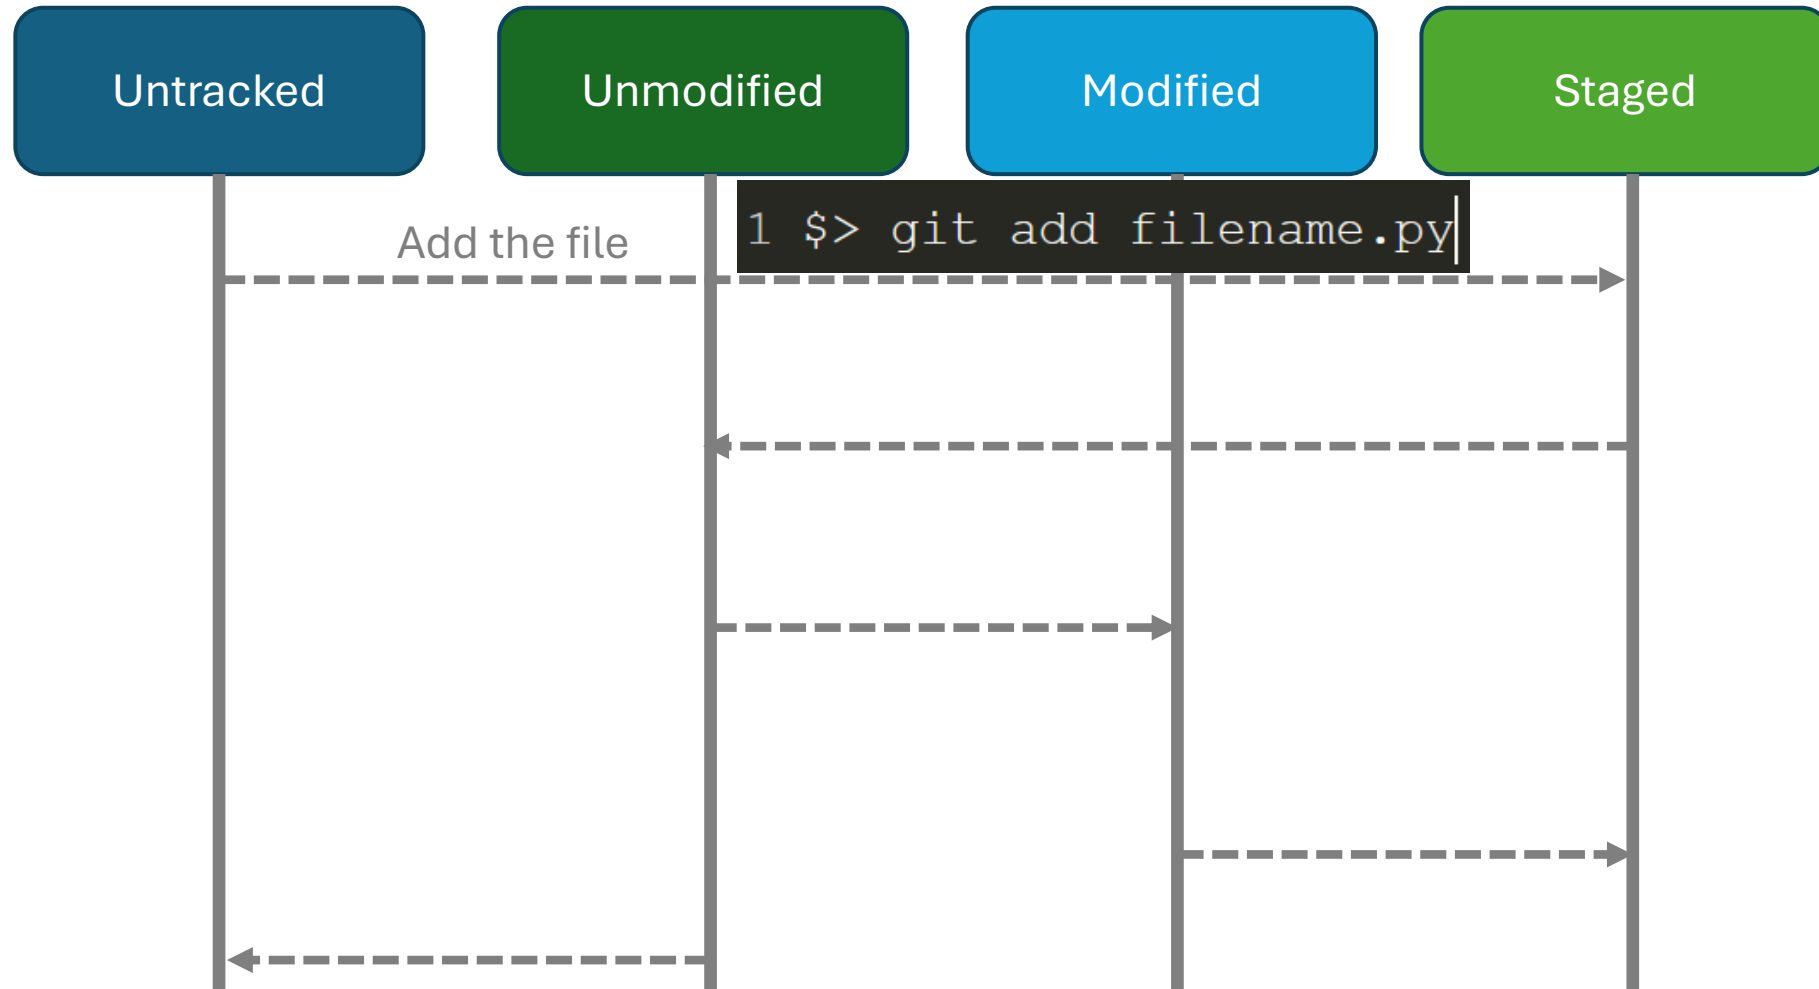 Untracked
Unmodified
Modified
Staged
Add the file
1 $> git add filename.py